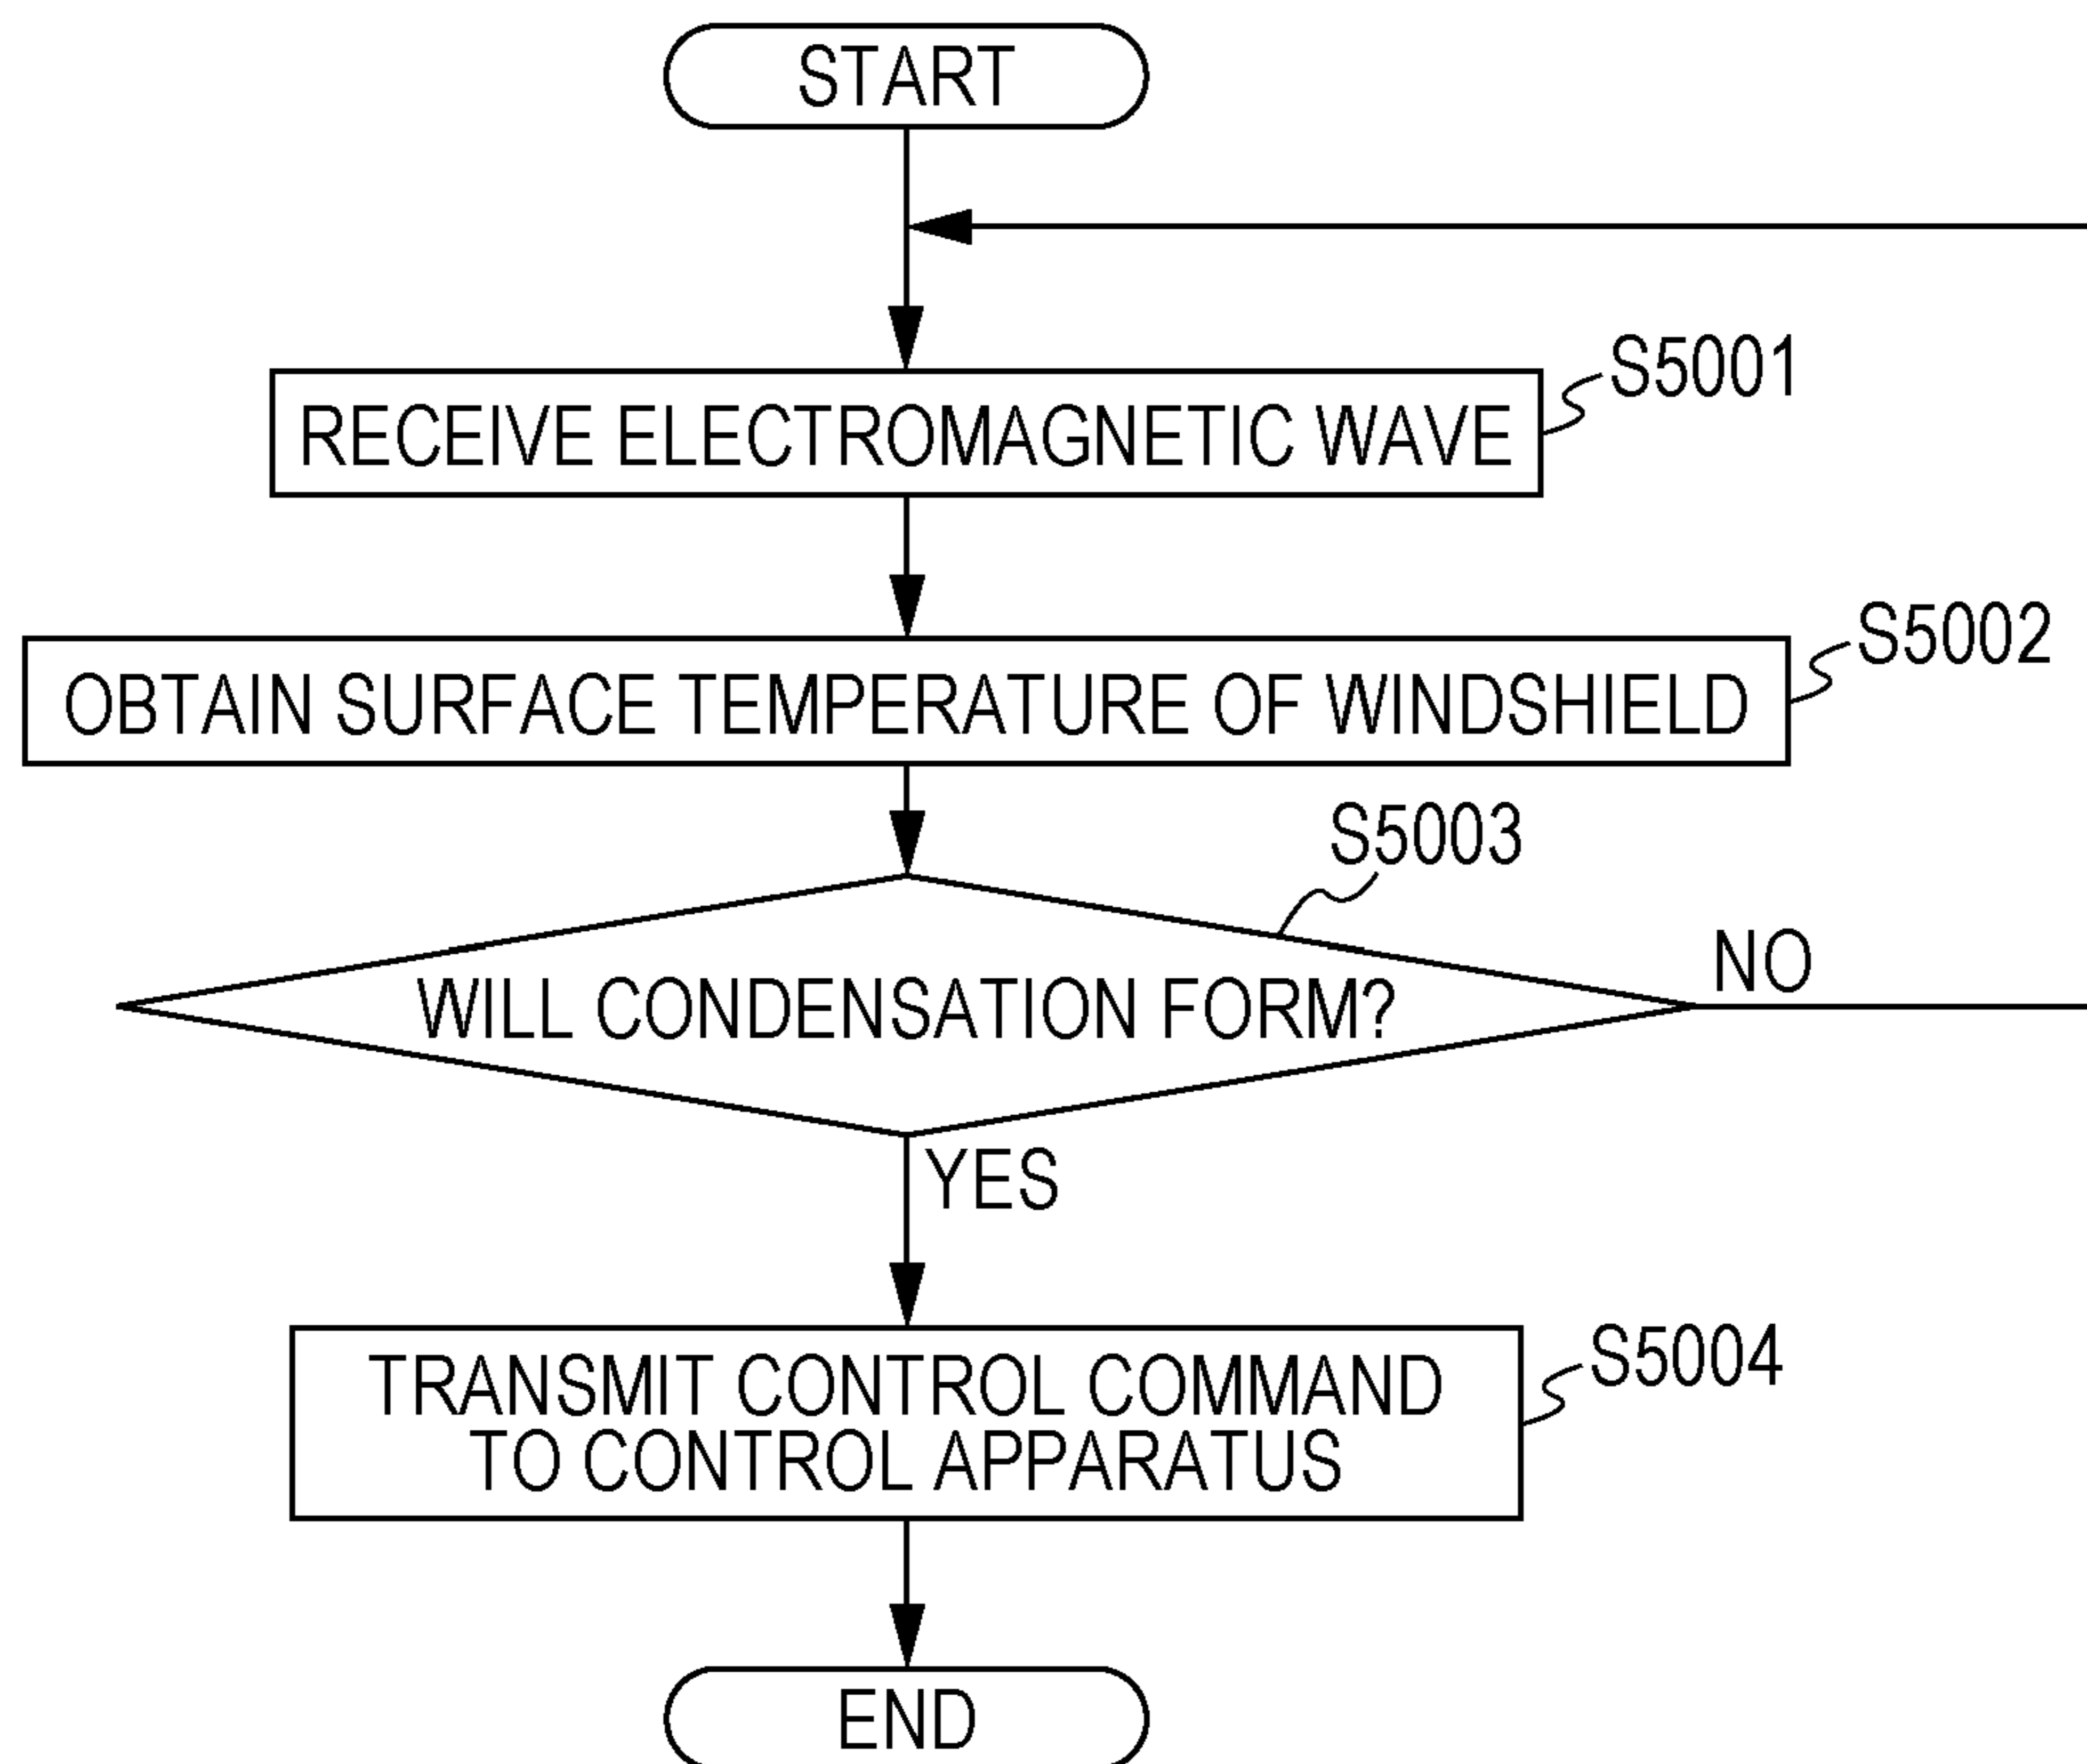 START
S5001
RECEIVE ELECTROMAGNETIC WAVE
S5002
OBTAIN SURFACE TEMPERATURE OF WINDSHIELD
S5003
WILL CONDENSATION FORM?
NO
YES
S5004
TRANSMIT CONTROL COMMAND
TO CONTROL APPARATUS
END